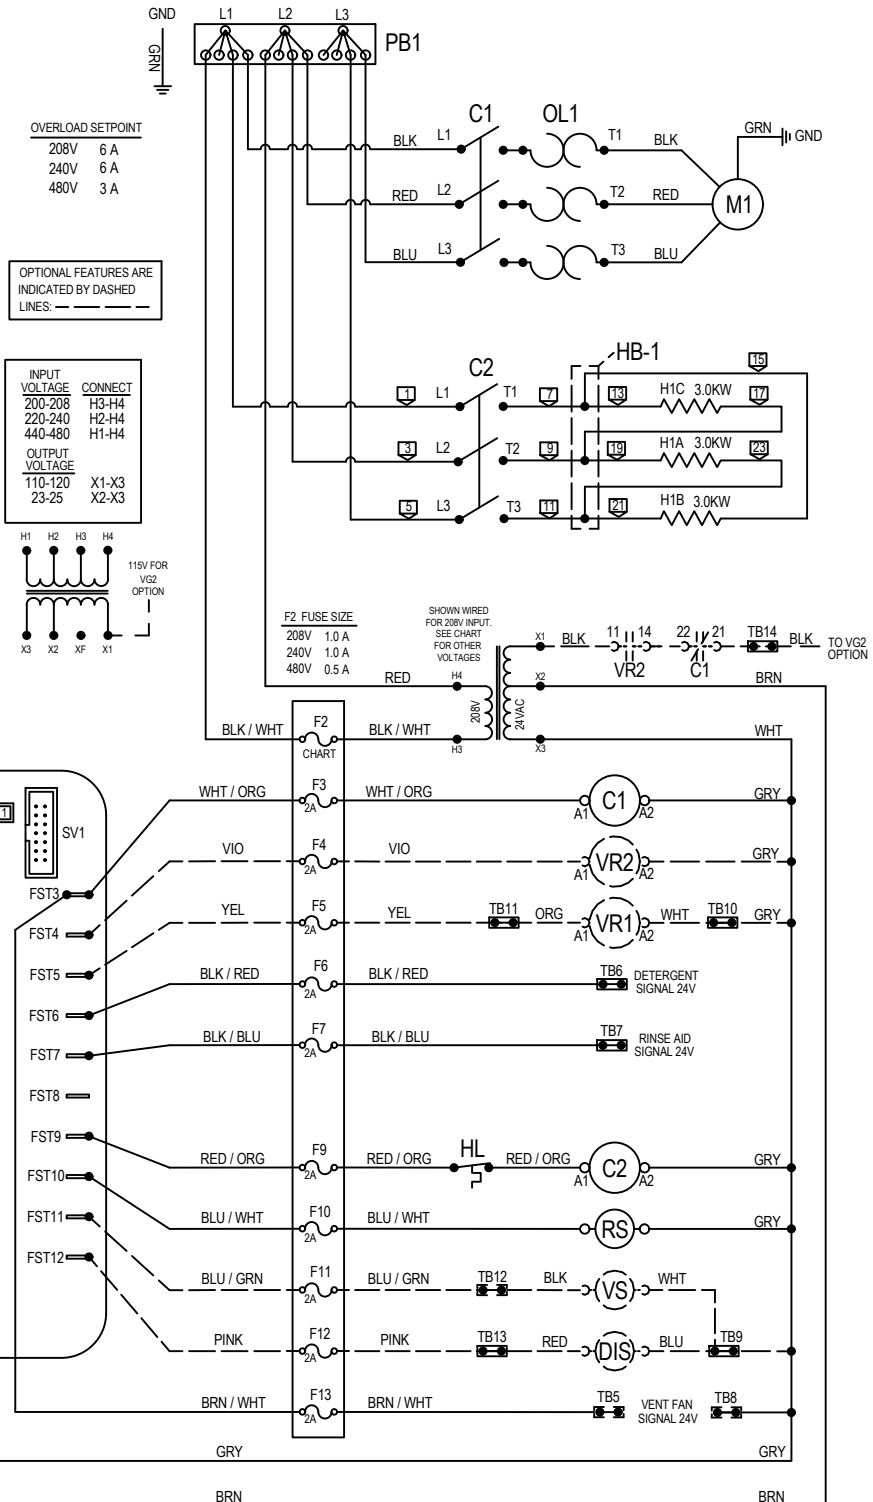 GND L1 L2 L3
PB1
GRN
OVERLOAD SETPOINT
208V 6 A
240V 6 A
480V 3 A
C1 OL1
BLK L1 T1 BLK
RED L2 T2 RED
BLU L3 T3 BLU
GRN GND
M1
OPTIONAL FEATURES ARE
INDICATED BY DASHED
LINES:
INPUT
VOLTAGE CONNECT
200-208 H3-H4
220-240 H2-H4
440-480 H1-H4
OUTPUT
VOLTAGE
110-120 X1-X3
23-25 X2-X3
H1 H2 H3 H4
X3 X2 XF X1
115V FOR
VG2
OPTION
C2 HB-1
15
1 L1 T1 7 13 H1C 3.0KW 17
3 L2 T2 9 19 H1A 3.0KW 23
5 L3 T3 11 21 H1B 3.0KW
F2 FUSE SIZE
208V 1.0 A
240V 1.0 A
480V 0.5 A
SHOWN WIRED
FOR 208V INPUT.
SEE CHART
FOR OTHER
VOLTAGES
X1 BLK 11 14 22 21 TB14 BLK TO VG2
OPTION
VR2 C1
RED H4 X2 BRN
208V 24VAC
BLK / WHT F2 BLK / WHT H3 X3 WHT
CHART
1
SV1
WHT / ORG F3 WHT / ORG C1 GRY
2A A1 A2
VIO F4 VIO VR2 GRY
2A A1 A2
FST3
YEL F5 YEL TB11 ORG VR1 WHT TB10 GRY
2A A1 A2
FST4
FST5
BLK / RED F6 BLK / RED TB6 DETERGENT
SIGNAL 24V
2A
FST6
BLK / BLU F7 BLK / BLU TB7 RINSE AID
SIGNAL 24V
2A
FST7
FST8
FST9
RED / ORG F9 RED / ORG HL RED / ORG C2 GRY
2A A1 A2
FST10
BLU / WHT F10 BLU / WHT RS GRY
2A
FST11
FST12
BLU / GRN F11 BLU / GRN TB12 BLK VS WHT
2A
PINK F12 PINK TB13 RED DIS BLU TB9
2A
BRN / WHT F13 BRN / WHT TB5 VENT FAN
SIGNAL 24V TB8
2A
GRY GRY
BRN BRN